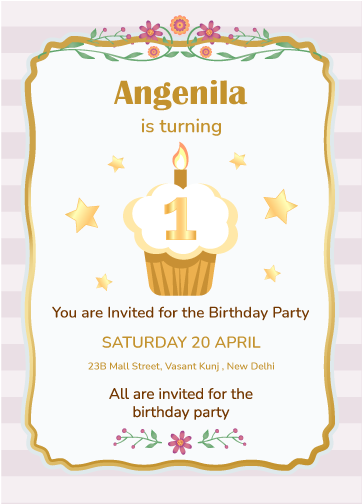 Angenila
is turning
1
You are Invited for the Birthday Party
SATURDAY 20 APRIL
23B Mall Street, Vasant Kunj , New Delhi
All are invited for the
birthday party